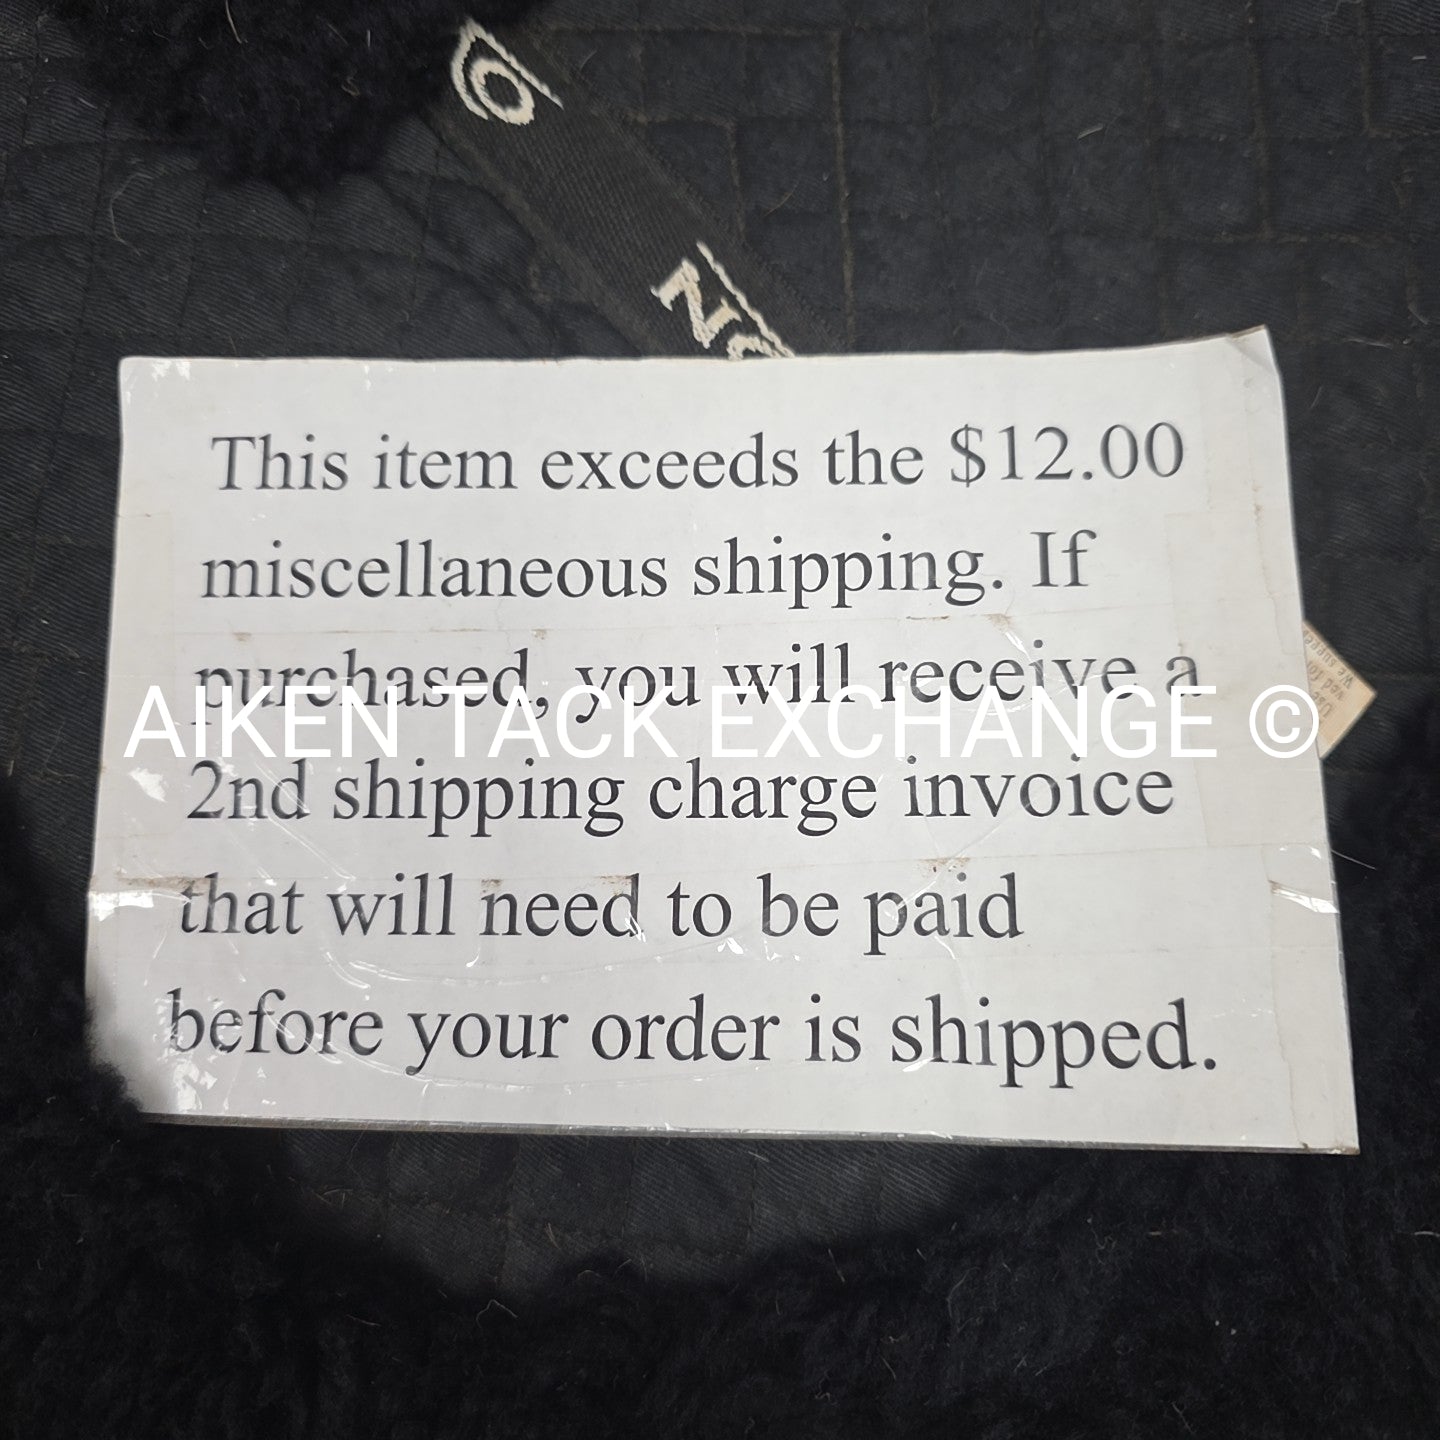 This item exceeds the $12.00
miscellaneous shipping. If
purchased, you will receive a
AIKEN TACK EXCHANGE ©
2nd shipping charge invoice
that will need to be paid
before your order is shipped.